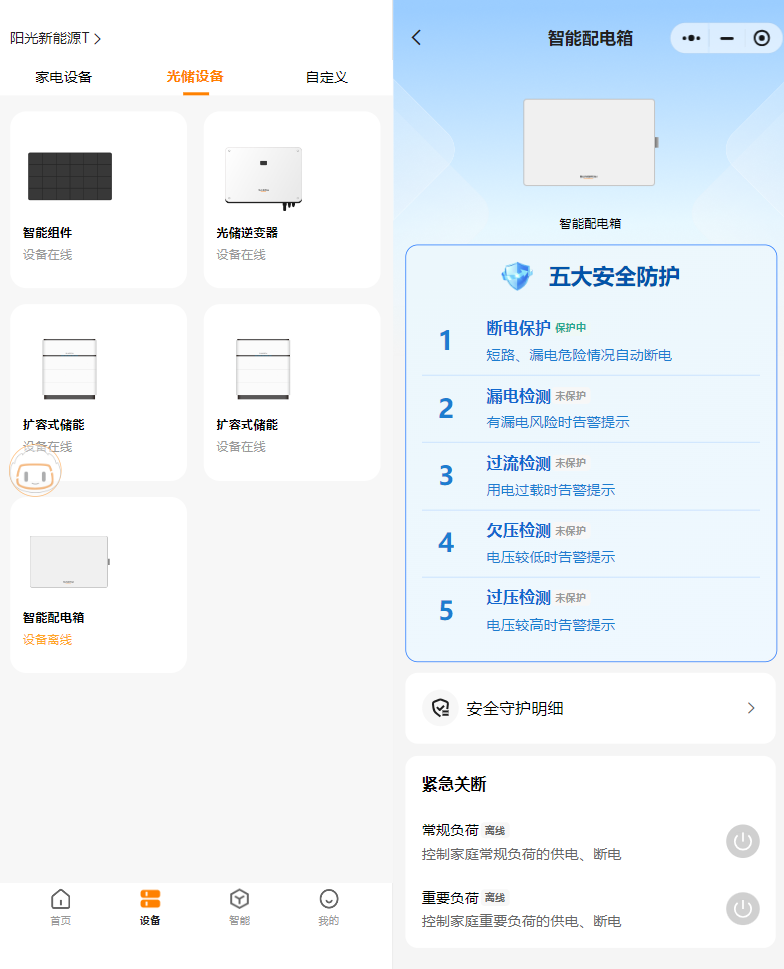 阳光新能源T
家电设备
光储设备
自定义
智能组件
设备在线
光储逆变器
设备在线
扩容式储能
设备在线
扩容式储能
设备在线
智能配电箱
设备离线
首页
设备
智能
我的
智能配电箱
智能配电箱
五大安全防护
1
断电保护 保护中
短路、漏电危险情况自动断电
2
漏电检测 未保护
有漏电风险时告警提示
3
过流检测 未保护
用电过载时告警提示
4
欠压检测 未保护
电压较低时告警提示
5
过压检测 未保护
电压较高时告警提示
安全守护明细
紧急关断
常规负荷 离线
控制家庭常规负荷的供电、断电
重要负荷 离线
控制家庭重要负荷的供电、断电